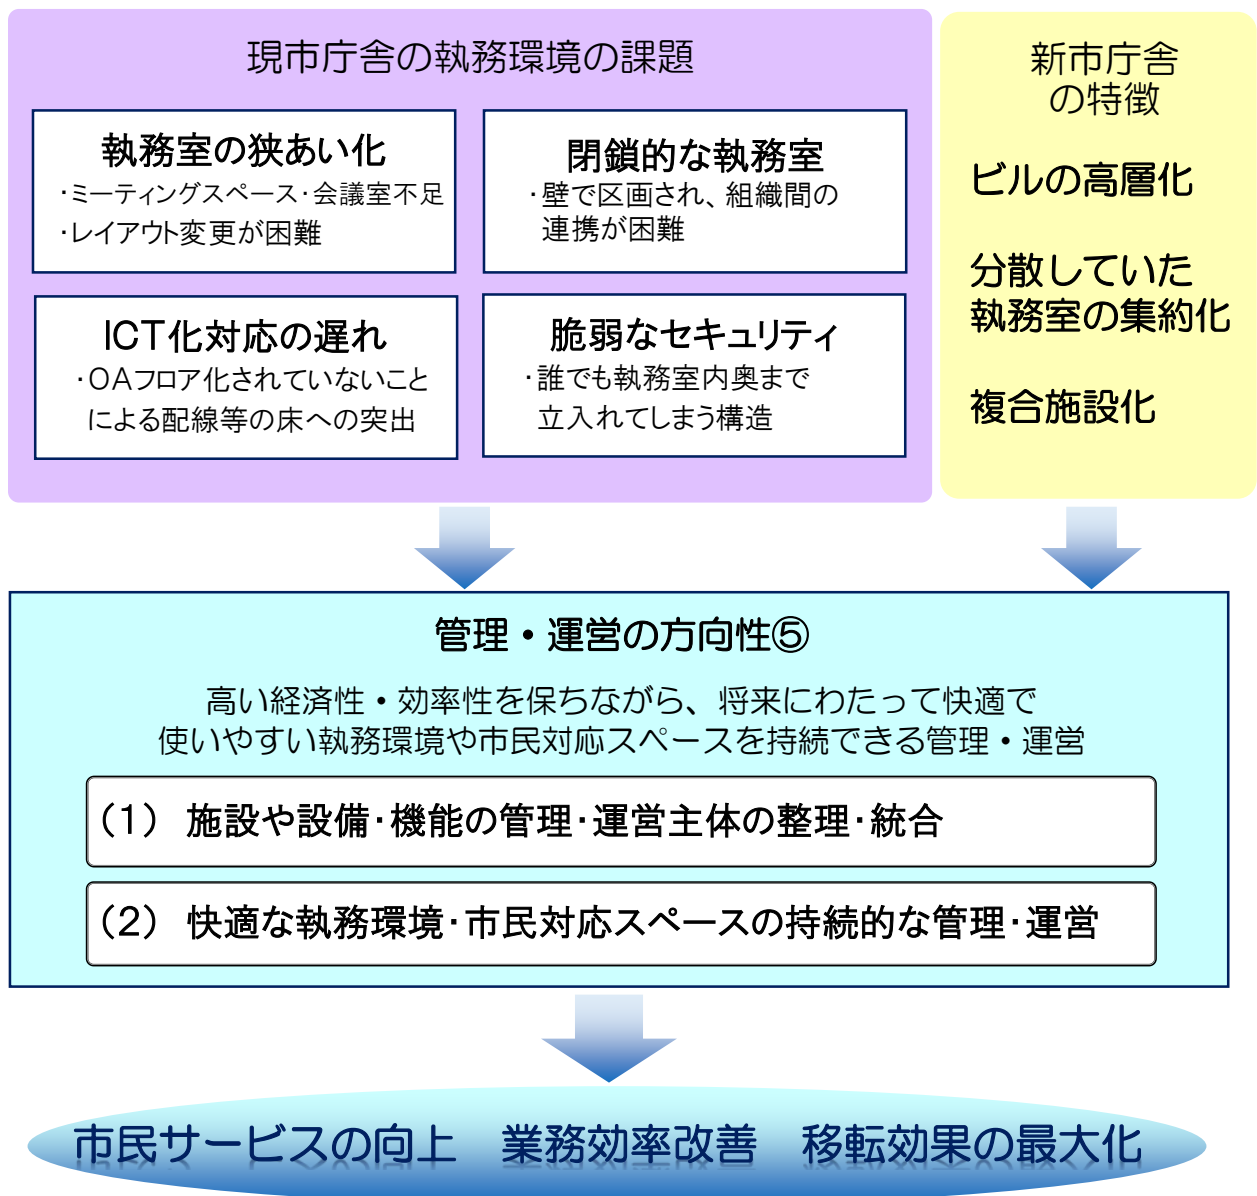 現市庁舎の執務環境の課題
執務室の狭あい化
・ミーティングスペース・会議室不足
・レイアウト変更が困難
閉鎖的な執務室
・壁で区画され、組織間の
連携が困難
ICT化対応の遅れ
・OAフロア化されていないこと
による配線等の床への突出
脆弱なセキュリティ
・誰でも執務室内奥まで
立入れてしまう構造
新市庁舎
の特徴
ビルの高層化
分散していた
執務室の集約化
複合施設化
管理・運営の方向性⑤
高い経済性・効率性を保ちながら、将来にわたって快適で
使いやすい執務環境や市民対応スペースを持続できる管理・運営
(1) 施設や設備・機能の管理・運営主体の整理・統合
(2) 快適な執務環境・市民対応スペースの持続的な管理・運営
市民サービスの向上 業務効率改善 移転効果の最大化